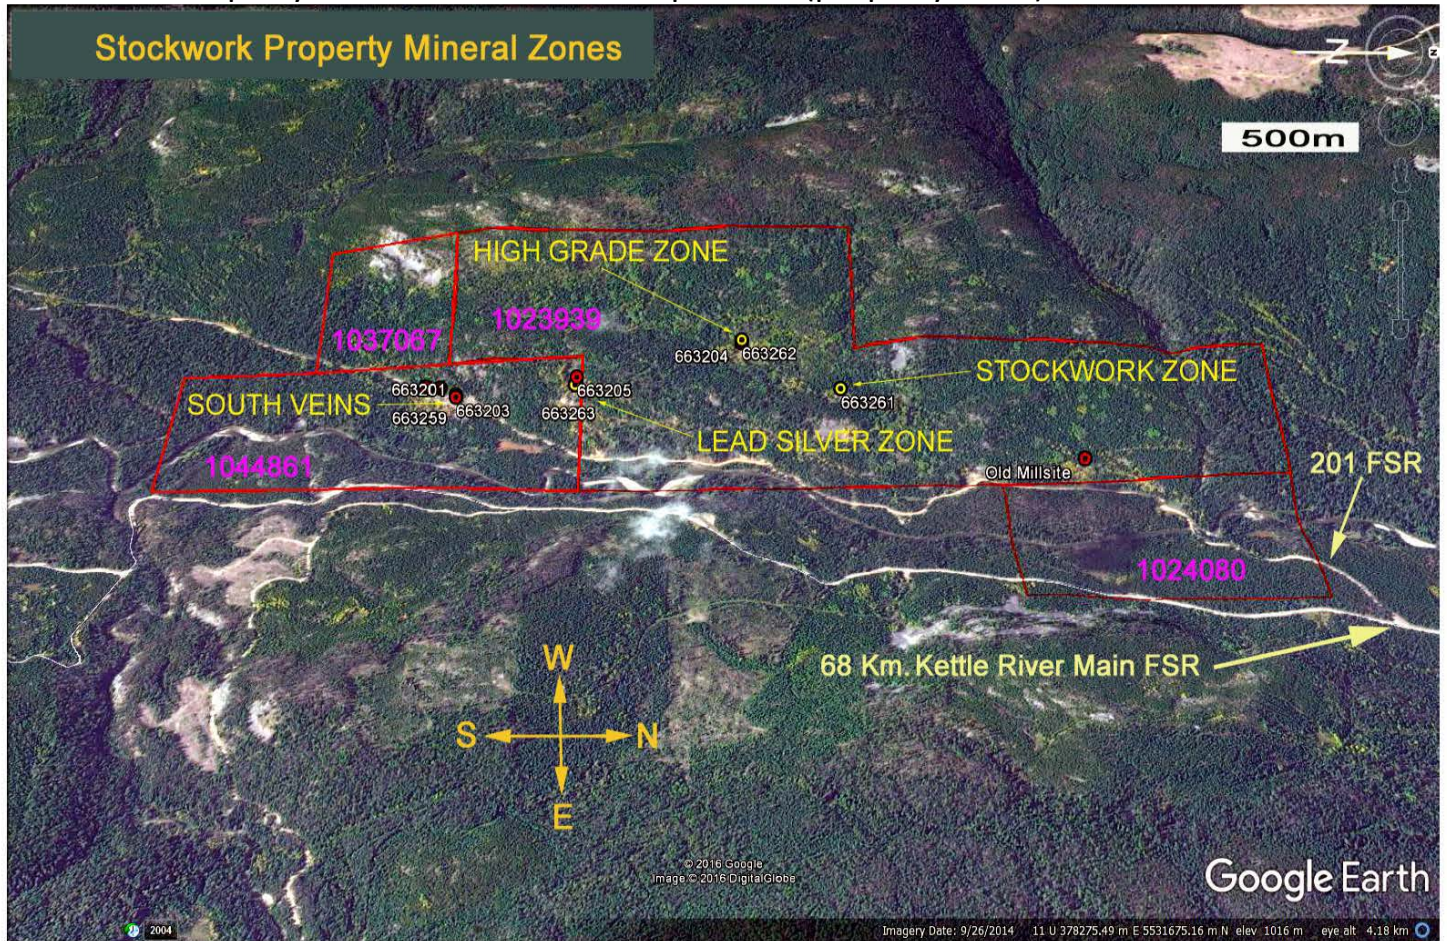 Stockwork Property Mineral Zones
N
500m
HIGH GRADE ZONE
1037067
1023939
663204
663262
STOCKWORK ZONE
663261
663201
663205
SOUTH VEINS
663203
663259
663263
LEAD SILVER ZONE
1044861
Old Millsite
201 FSR
1024080
68 Km. Kettle River Main FSR
W
S
N
E
© 2016 Google
Image © 2016 DigitalGlobe
Google Earth
2004
Imagery Date: 9/26/2014 11 U 378275.49 m E 5531675.16 m N elev 1016 m eye alt 4.18 km